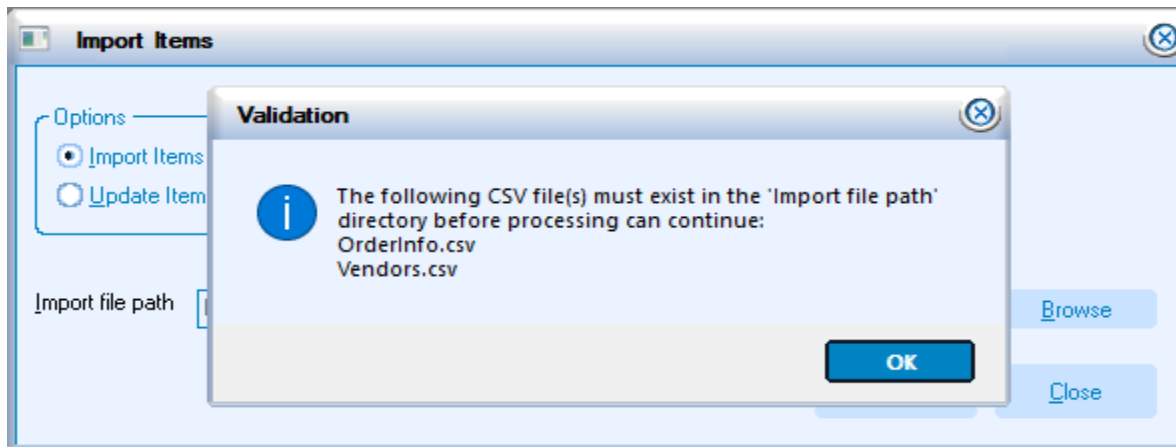 Import Items
Validation
Options
Import Items
Update Item
The following CSV file(s) must exist in the 'Import file path'
directory before processing can continue:
OrderInfo.csv
Vendors.csv
Import file path
Browse
OK
Close